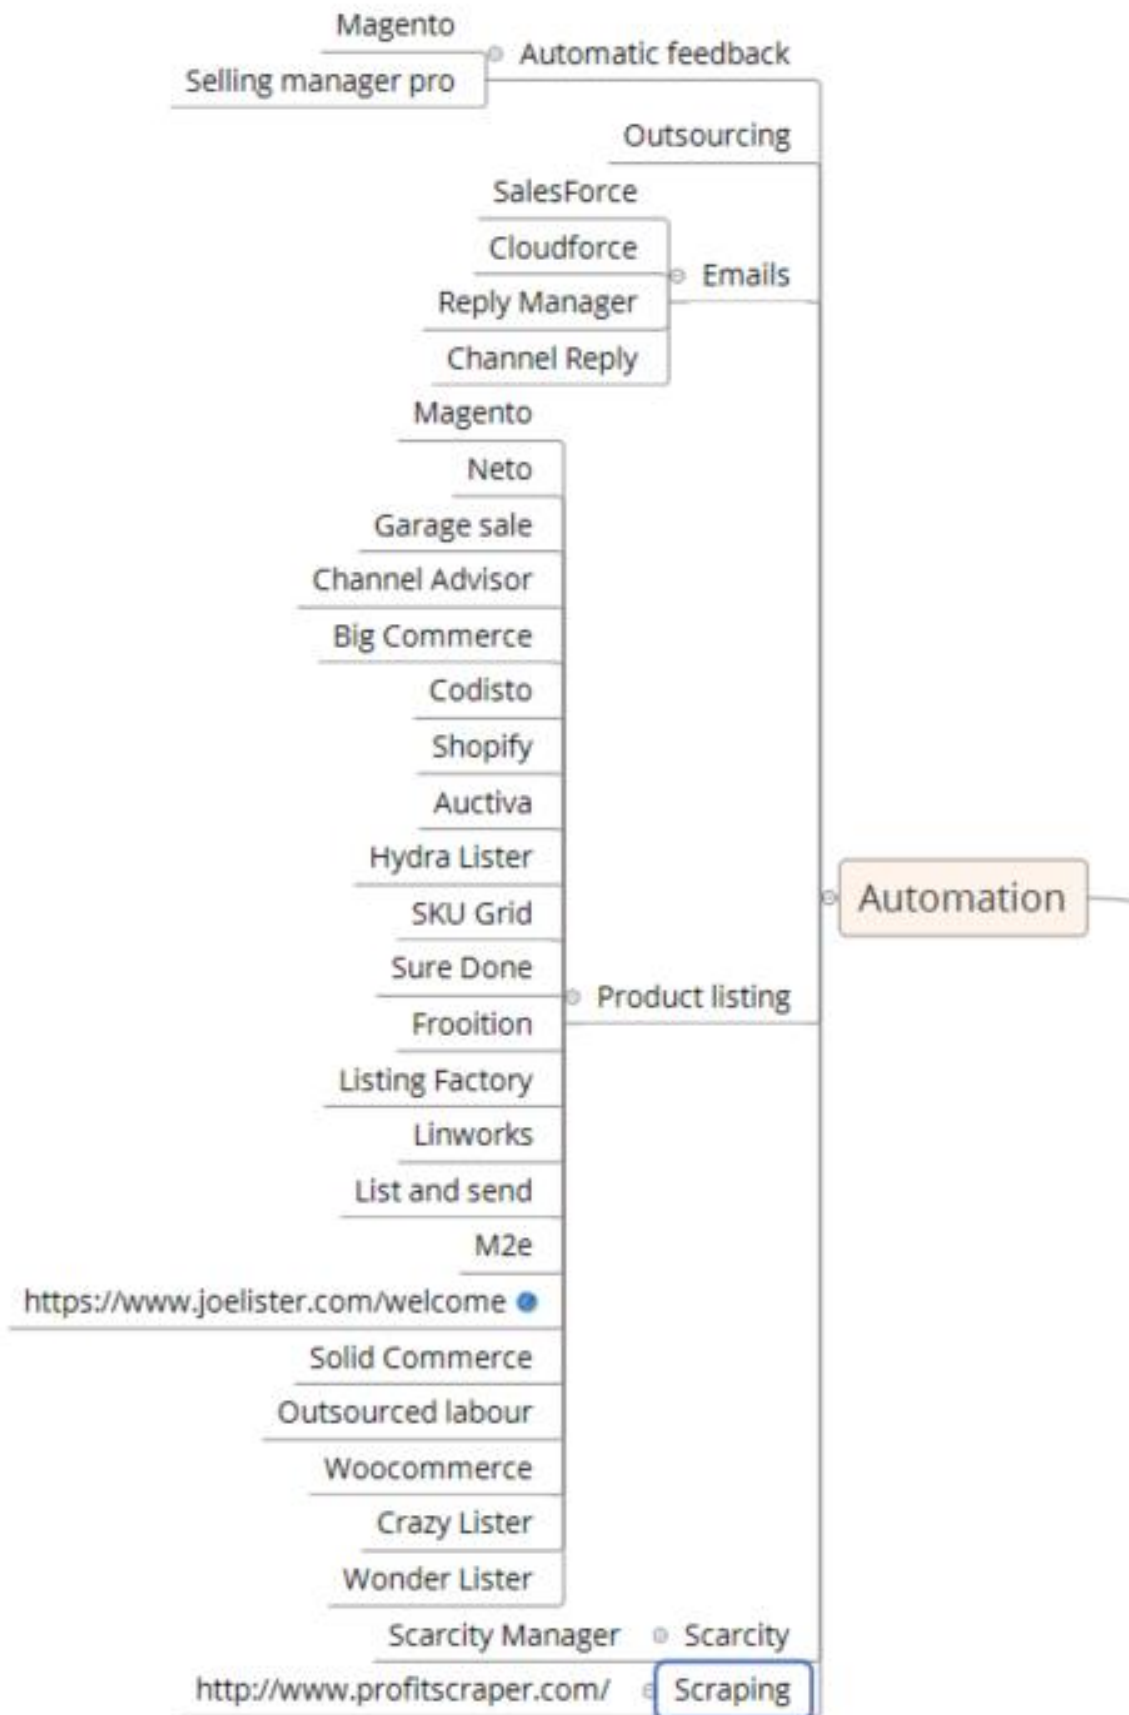 Magento
Automatic feedback
Selling manager pro
Outsourcing
SalesForce
Cloudforce
Emails
Reply Manager
Channel Reply
Magento
Neto
Garage sale
Channel Advisor
Big Commerce
Codisto
Shopify
Auctiva
Hydra Lister
Automation
SKU Grid
Sure Done
Product listing
Frooition
Listing Factory
Linworks
List and send
M2e
https://www.joelister.com/welcome
Solid Commerce
Outsourced labour
Woocommerce
Crazy Lister
Wonder Lister
Scarcity Manager
Scarcity
http://www.profitscraper.com/
Scraping